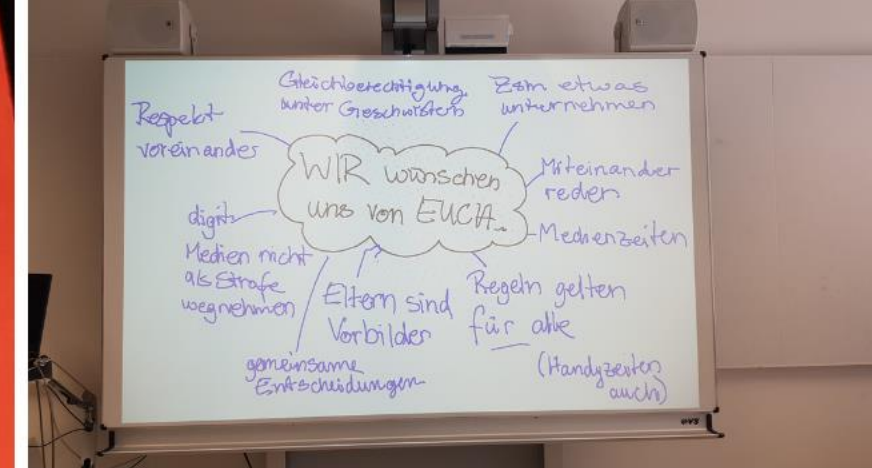 Gleichberechtigung
unter Geschwistern
Zsm etwas
unternehmen
Respekt
voreinander
WIR wünschen
uns von EUCH...
Miteinander
reden
digit.
Medien nicht
als Strafe
wegnehmen
Medienzeiten
Eltern sind
Vorbilder
Regeln gelten
für alle
(Handyzeiten
auch)
gemeinsame
Entscheidungen